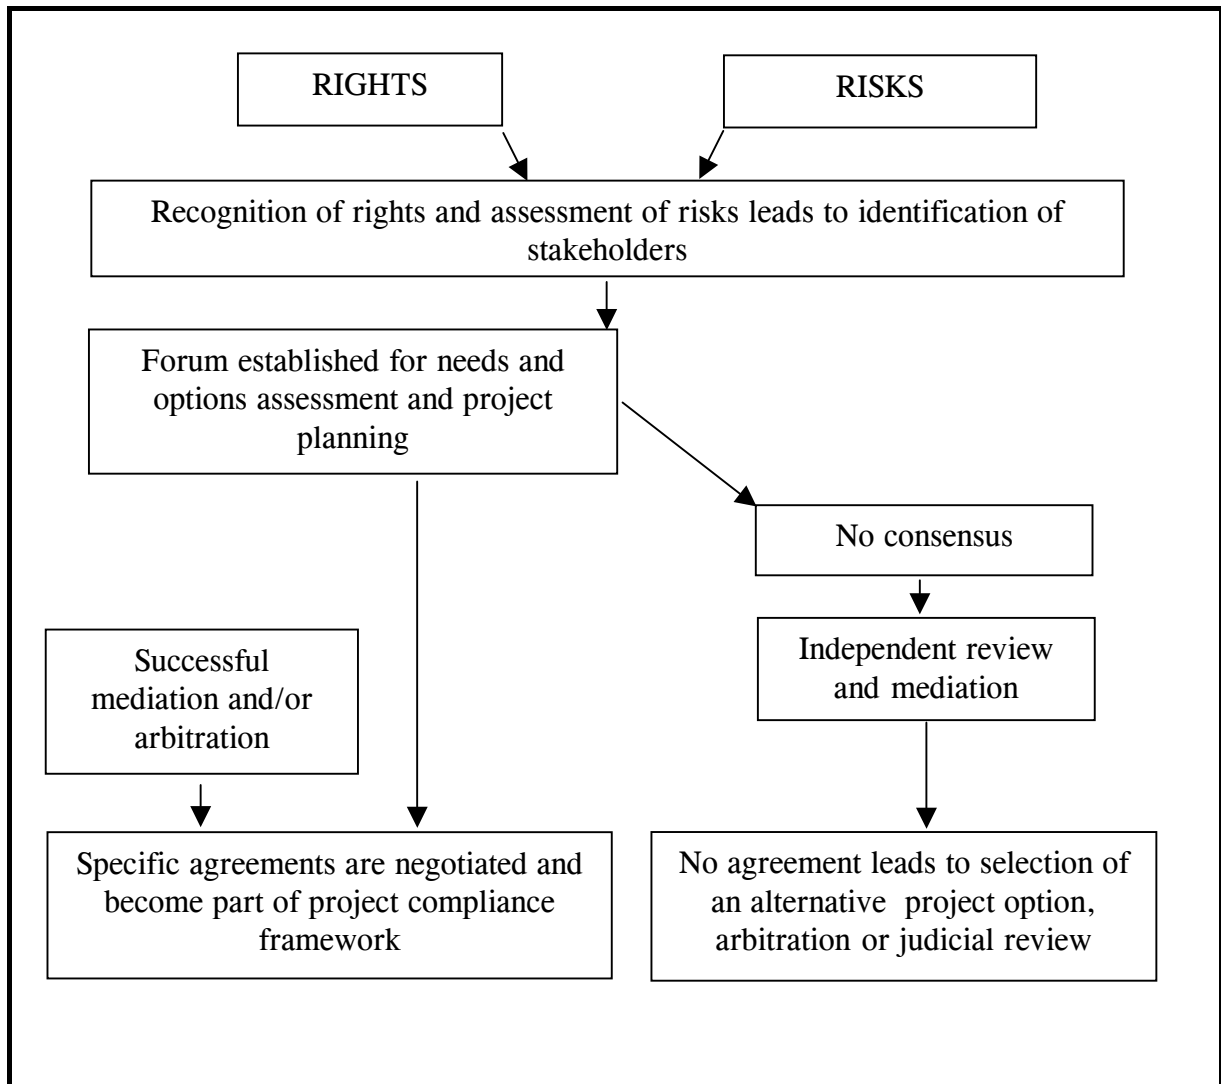 RIGHTS
RISKS
Recognition of rights and assessment of risks leads to identification of
stakeholders
Forum established for needs and
options assessment and project
planning
No consensus
Independent review
and mediation
Successful
mediation and/or
arbitration
Specific agreements are negotiated and
become part of project compliance
framework
No agreement leads to selection of
an alternative  project option,
arbitration or judicial review